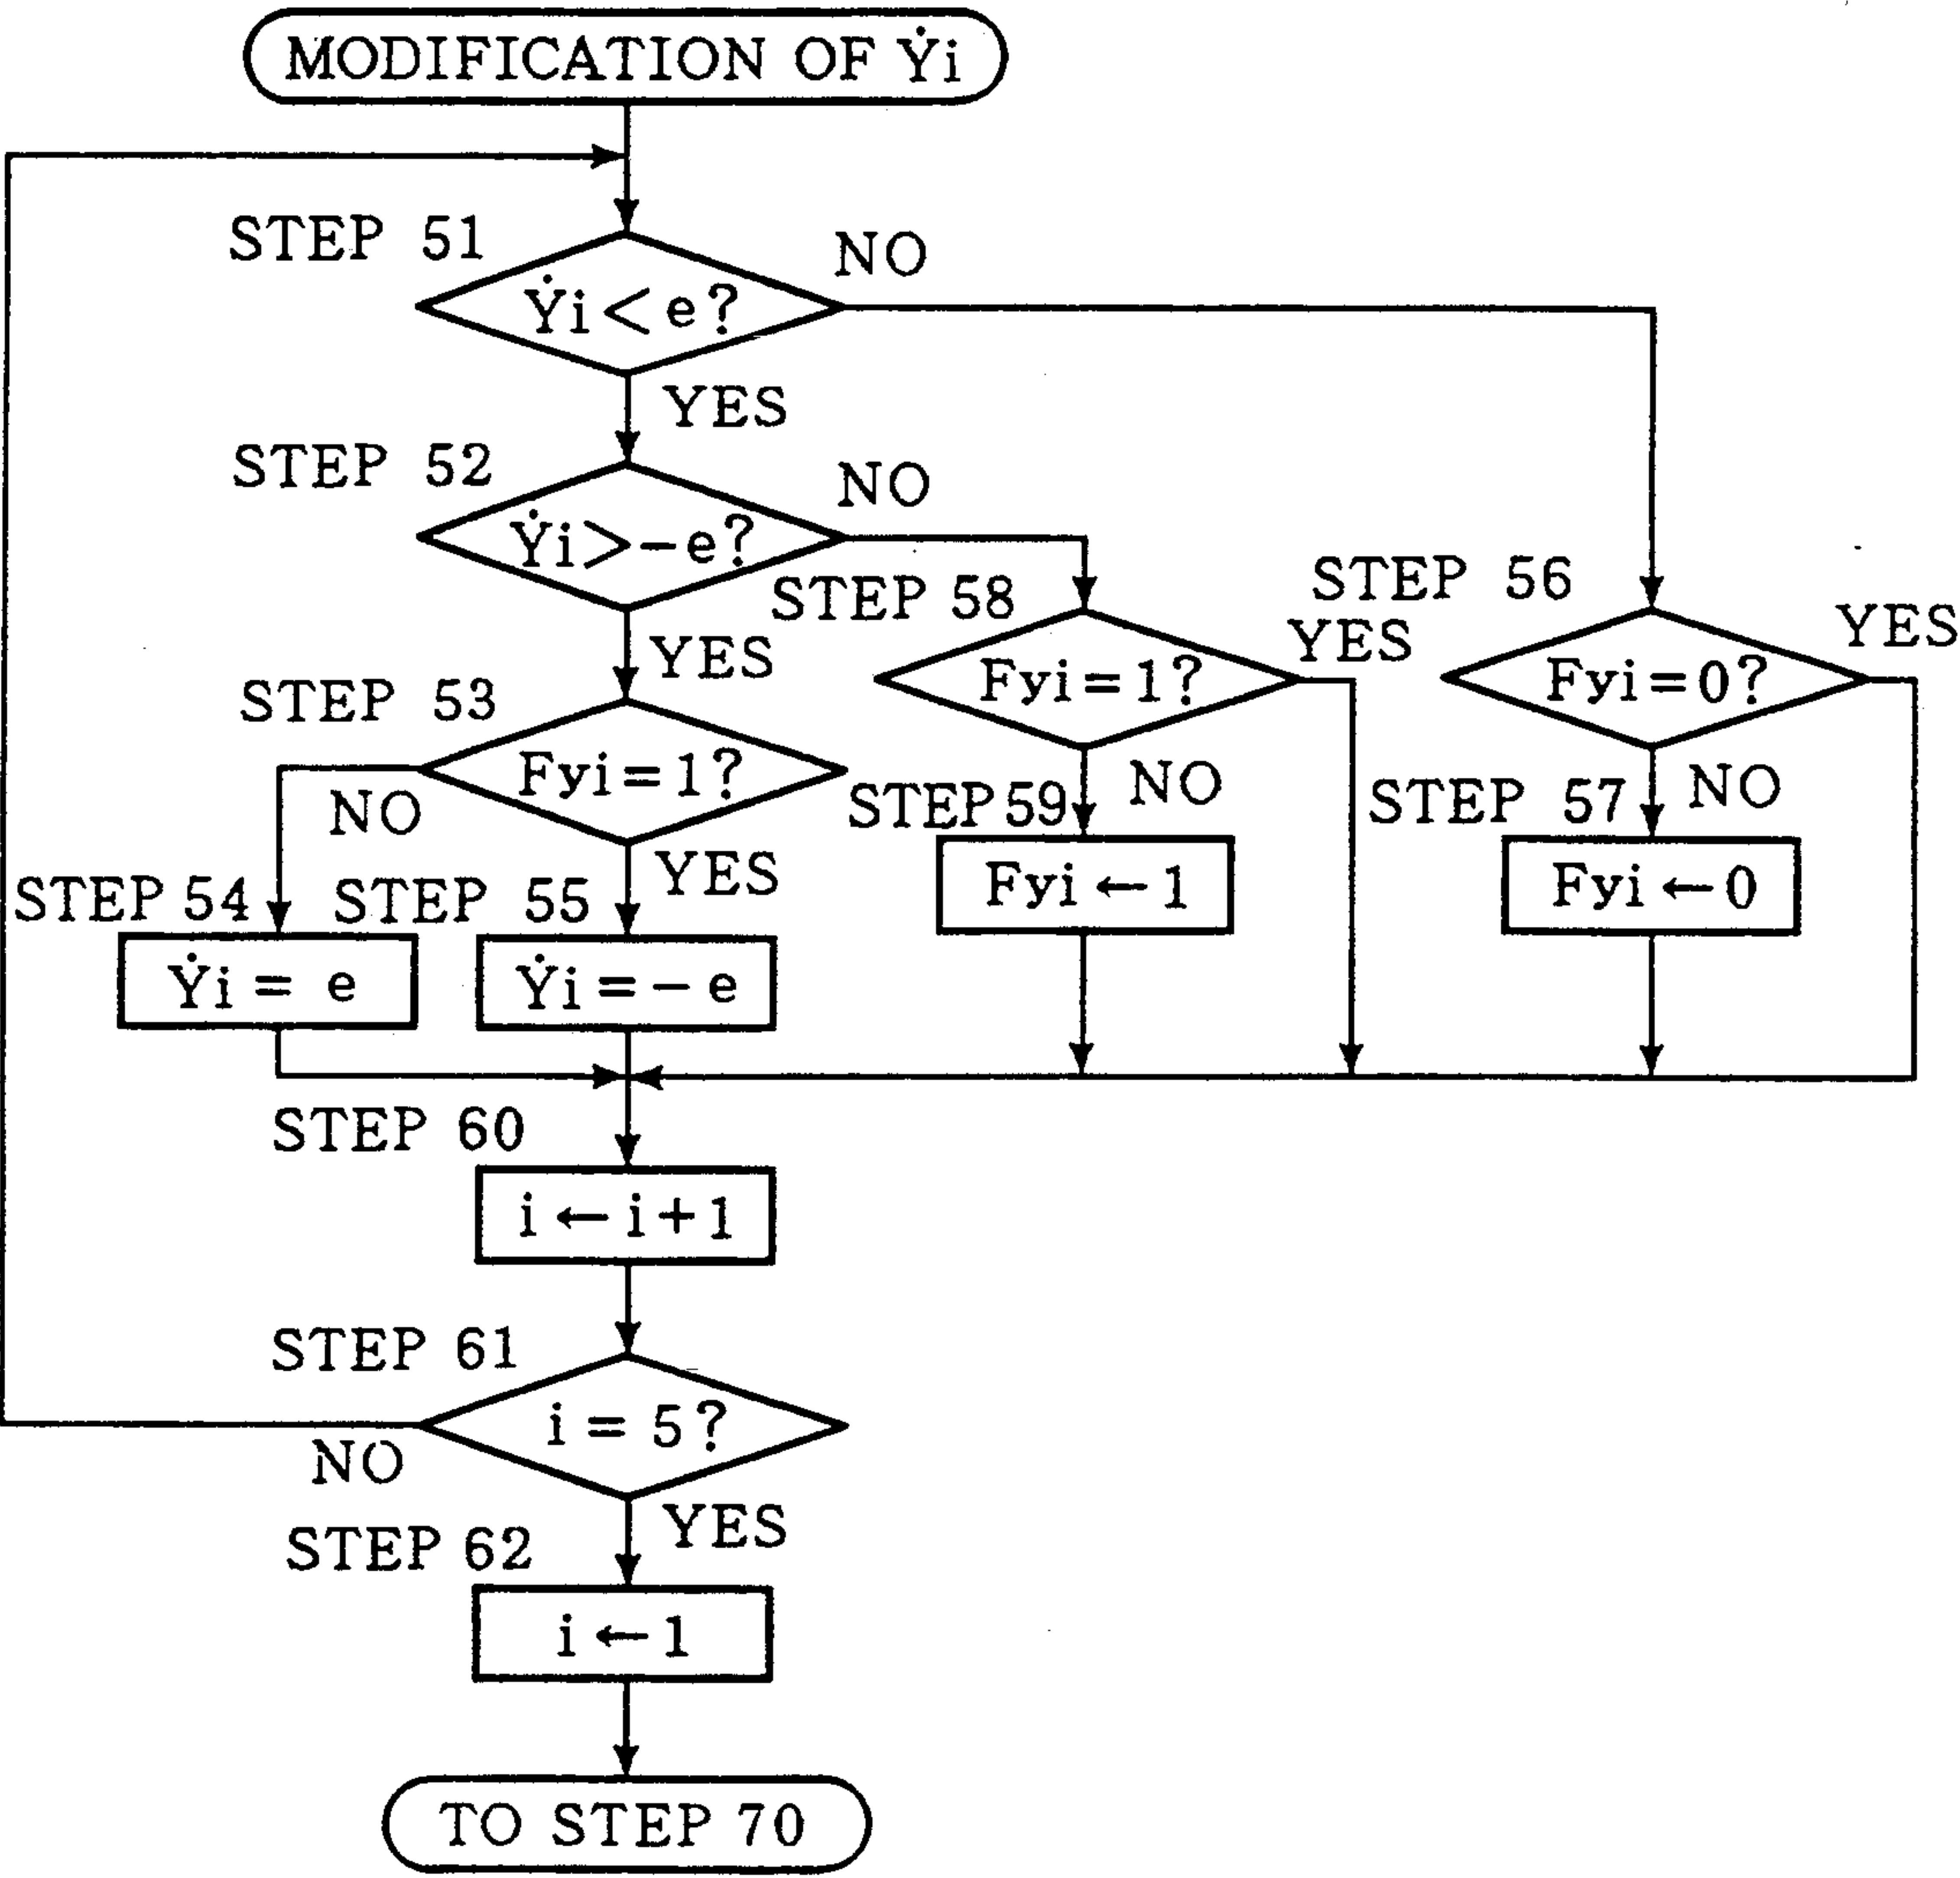 MODIFICATION OF Ẏi
STEP 51
NO
Ẏi < e?
YES
STEP 52
NO
Ẏi > -e?
YES
STEP 58
YES
Fyi = 1?
NO
STEP 56
YES
Fyi = 0?
NO
STEP 53
Fyi = 1?
NO
YES
STEP 59
Fyi ← 1
STEP 57
Fyi ← 0
STEP 54
Ẏi = e
STEP 55
Ẏi = - e
STEP 60
i ← i + 1
STEP 61
i = 5?
NO
YES
STEP 62
i ← 1
TO STEP 70